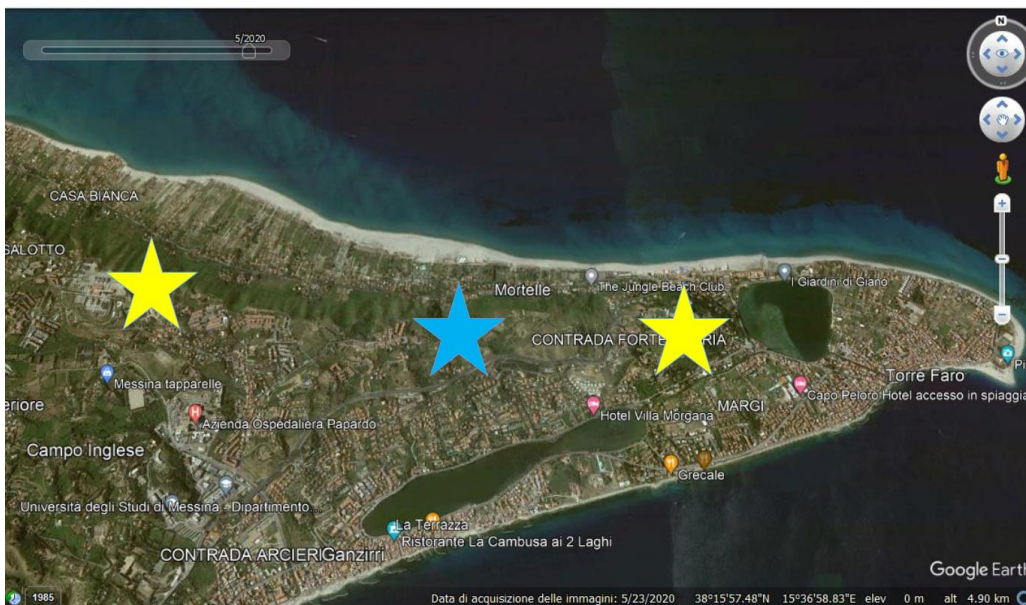 5/2020
N
CASA BIANCA
SALOTTO
Mortelle
The Jungle Beach Club
I Giardini di Giano
CONTRADA FORTE
RIA
Messina tapparelle
Torre Faro
Pi
Capo Peloro Hotel accesso in spiaggia
eriore
Hotel Villa Morgana
MARGI
Azienda Ospedaliera Papardo
Campo Inglese
Grecale
Università degli Studi di Messina - Dipartimento...
La Terrazza
Ristorante La Cambusa ai 2 Laghi
CONTRADA ARCIERI
Ganzirri
Google Earth
1985
Data di acquisizione delle immagini: 5/23/2020 38°15'57.48"N 15°36'58.83"E elev 0 m alt 4.90 km